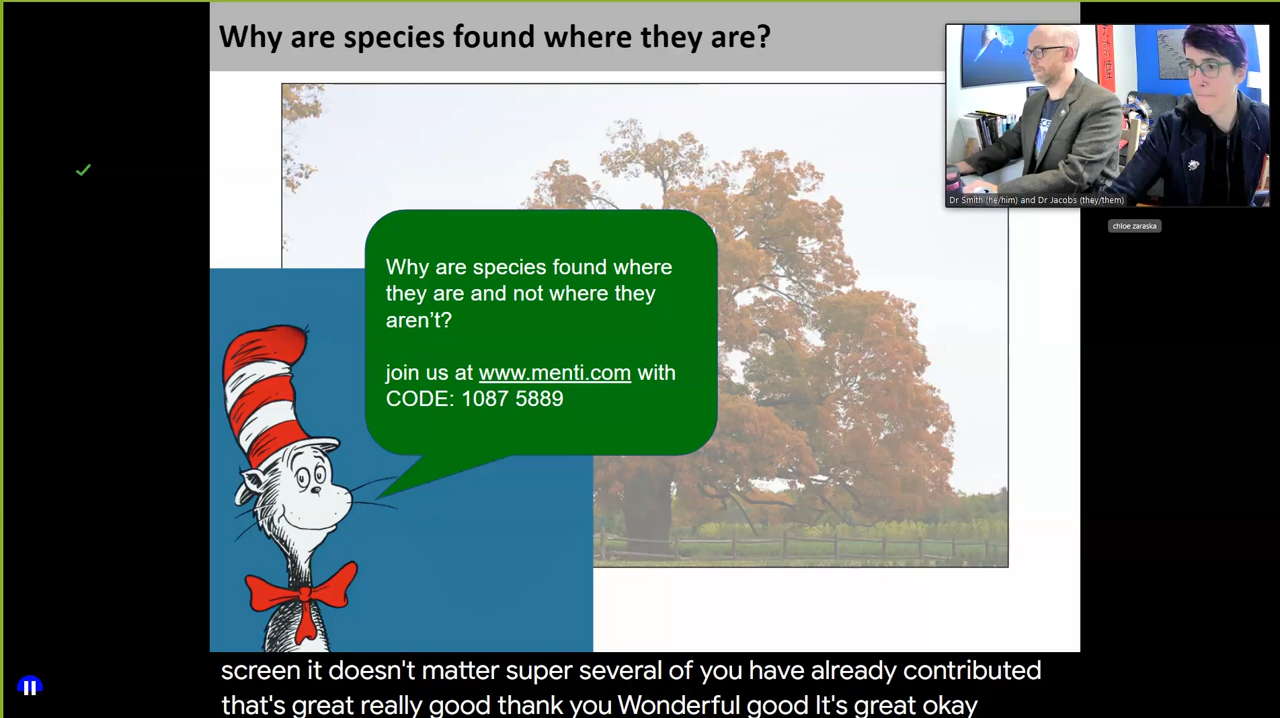 Why are species found where they are?
Dr Smith (he/him) and Dr Jacobs (they/them)
chloe zaraska
Why are species found where
they are and not where they
aren't?
join us at www.menti.com with
CODE: 1087 5889
screen it doesn't matter super several of you have already contributed
that's great really good thank you Wonderful good It's great okay